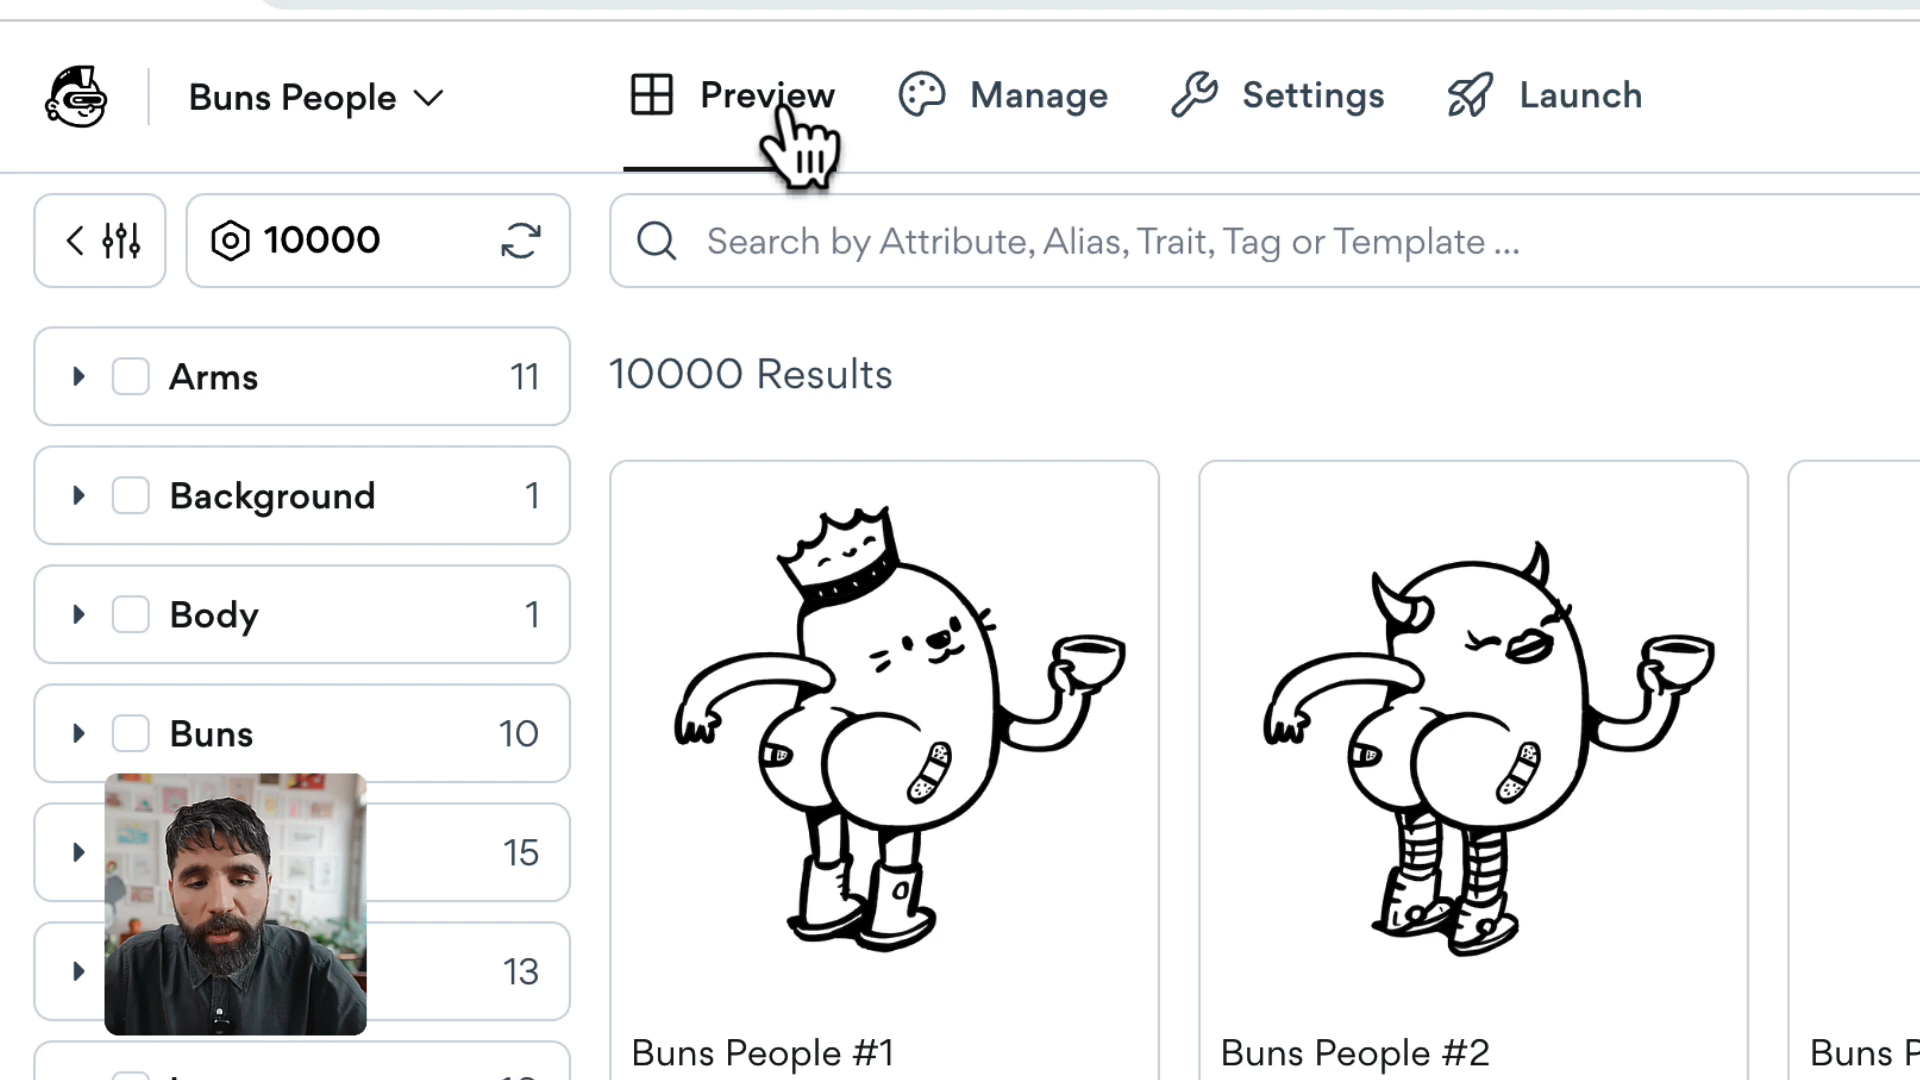 Buns People
Preview
Manage
Settings
Launch
10000
Search by Attribute, Alias, Trait, Tag or Template ...
Arms 11
10000 Results
Background 1
Body 1
Buns 10
15
13
Buns People #1
Buns People #2
Buns